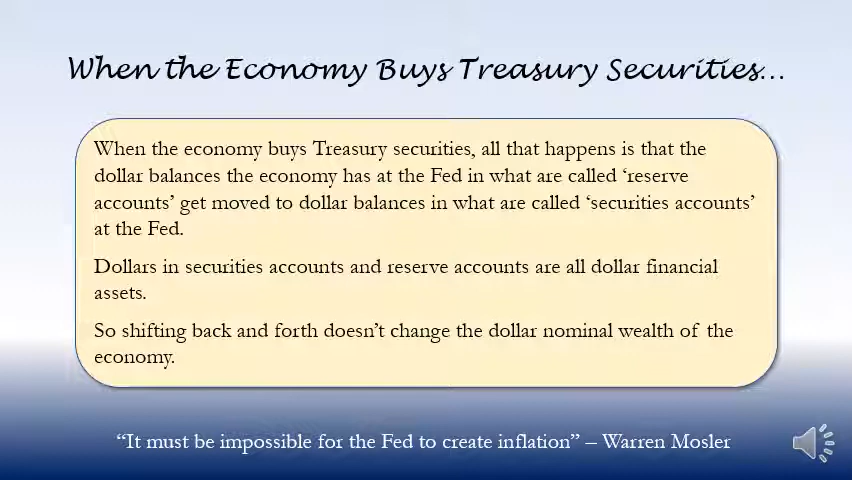 When the Economy Buys Treasury Securities…
When the economy buys Treasury securities, all that happens is that the
dollar balances the economy has at the Fed in what are called ‘reserve
accounts’ get moved to dollar balances in what are called ‘securities accounts’
at the Fed.
Dollars in securities accounts and reserve accounts are all dollar financial
assets.
So shifting back and forth doesn’t change the dollar nominal wealth of the
economy.
“It must be impossible for the Fed to create inflation” – Warren Mosler